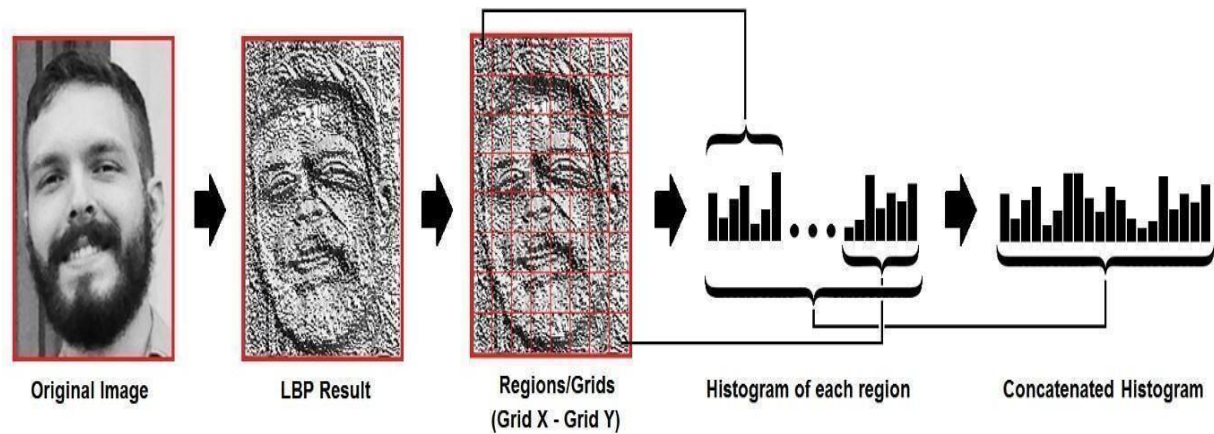 Original Image
LBP Result
Regions/Grids
(Grid X - Grid Y)
Histogram of each region
Concatenated Histogram